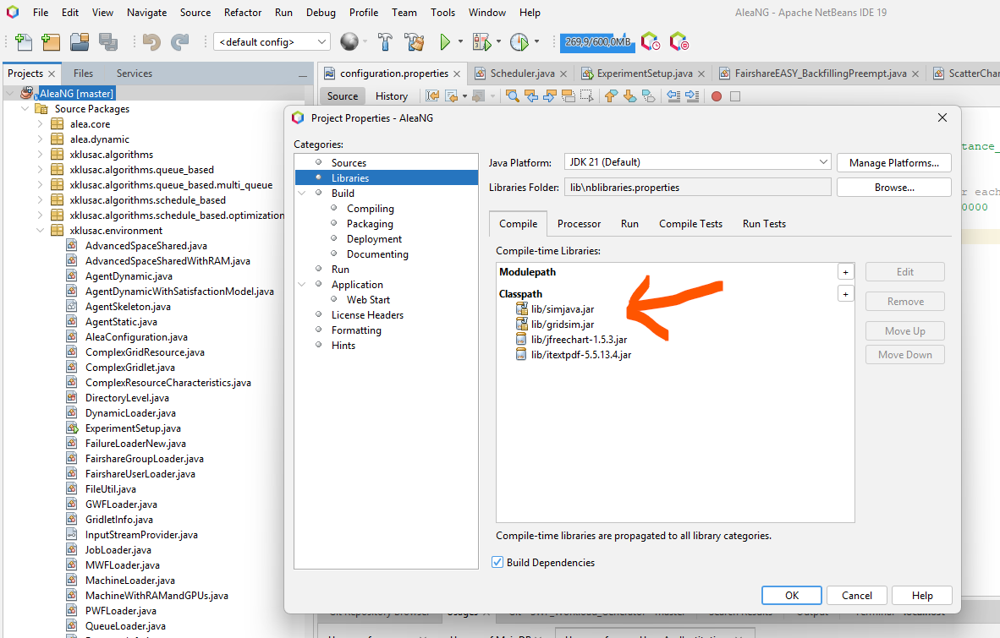 File Edit View Navigate Source Refactor Run Debug Profile Team Tools Window Help
AleaNG - Apache NetBeans IDE 19
<default config>
269,9/600,0MB
Projects Files Services
configuration.properties Scheduler.java ExperimentSetup.java FairshareEASY_BackfillingPreempt.java ScatterChar
Source History
AleaNG [master]
Source Packages
alea.core
alea.dynamic
xklusac.algorithms
xklusac.algorithms.queue_based
xklusac.algorithms.queue_based.multi_queue
xklusac.algorithms.schedule_based
xklusac.algorithms.schedule_based.optimization
xklusac.environment
AdvancedSpaceShared.java
AdvancedSpaceSharedWithRAM.java
AgentDynamic.java
AgentDynamicWithSatisfactionModel.java
AgentSkeleton.java
AgentStatic.java
AleaConfiguration.java
ComplexGridResource.java
ComplexGridlet.java
ComplexResourceCharacteristics.java
DirectoryLevel.java
DynamicLoader.java
ExperimentSetup.java
FailureLoaderNew.java
FairshareGroupLoader.java
FairshareUserLoader.java
FileUtil.java
GWFLoader.java
GridletInfo.java
InputStreamProvider.java
JobLoader.java
MWFLoader.java
MachineLoader.java
MachineWithRAMandGPUs.java
PWFLoader.java
QueueLoader.java
Project Properties - AleaNG
Categories:
Sources
Libraries
Build
Compiling
Packaging
Deployment
Documenting
Run
Application
Web Start
License Headers
Formatting
Hints
Java Platform: JDK 21 (Default) Manage Platforms...
Libraries Folder: lib\nblibraries.properties Browse...
Compile Processor Run Compile Tests Run Tests
Compile-time Libraries:
Modulepath +
Classpath +
lib/simjava.jar
lib/gridsim.jar
lib/jfreechart-1.5.3.jar
lib/itextpdf-5.5.13.4.jar
Edit
Remove
Move Up
Move Down
Compile-time libraries are propagated to all library categories.
Build Dependencies
OK Cancel Help
tance_
r each
0000